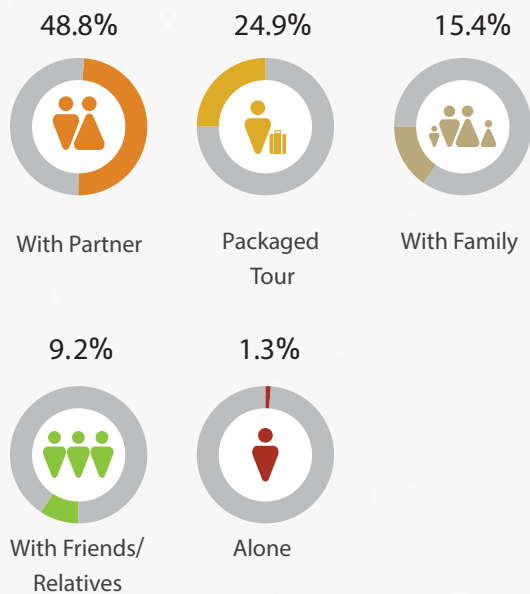 48.8%
24.9%
15.4%
With Partner
Packaged
Tour
With Family
9.2%
1.3%
With Friends/
Relatives
Alone